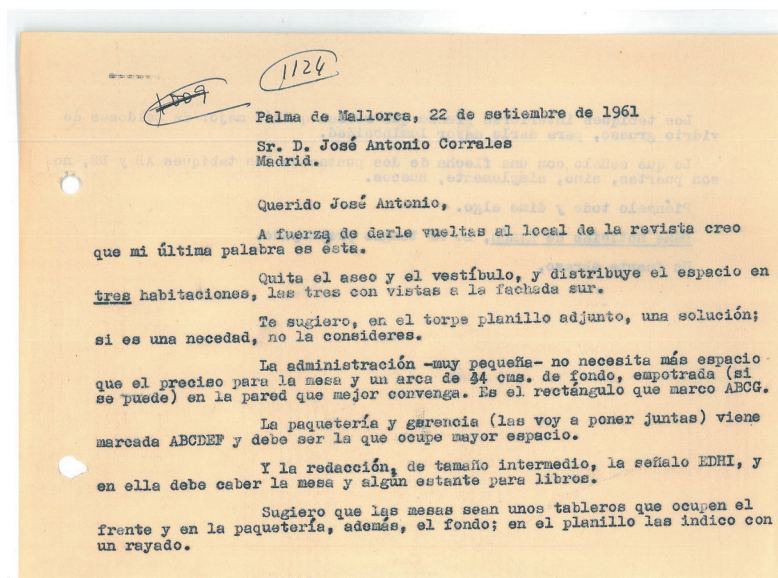 1009
1124
Palma de Mallorca, 22 de setiembre de 1961
Sr. D. José Antonio Corrales
Madrid.
Querido José Antonio,
A fuerza de darle vueltas al local de la revista creo
que mi última palabra es ésta.
Quita el aseo y el vestíbulo, y distribuye el espacio en
tres habitaciones, las tres con vistas a la fachada sur.
Te sugiero, en el torpe planillo adjunto, una solución;
si es una necedad, no la consideres.
La administración -muy pequeña- no necesita más espacio
que el preciso para la mesa y un arca de 44 cms. de fondo, empotrada (si
se puede) en la pared que mejor convenga. Es el rectángulo que marco ABCG.
La paquetería y gerencia (las voy a poner juntas) viene
marcada ABCDEF y debe ser la que ocupe mayor espacio.
Y la redacción, de tamaño intermedio, la señalo EDHI, y
en ella debe caber la mesa y algún estante para libros.
Sugiero que las mesas sean unos tableros que ocupen el
frente y en la paquetería, además, el fondo; en el planillo las indico con
un rayado.